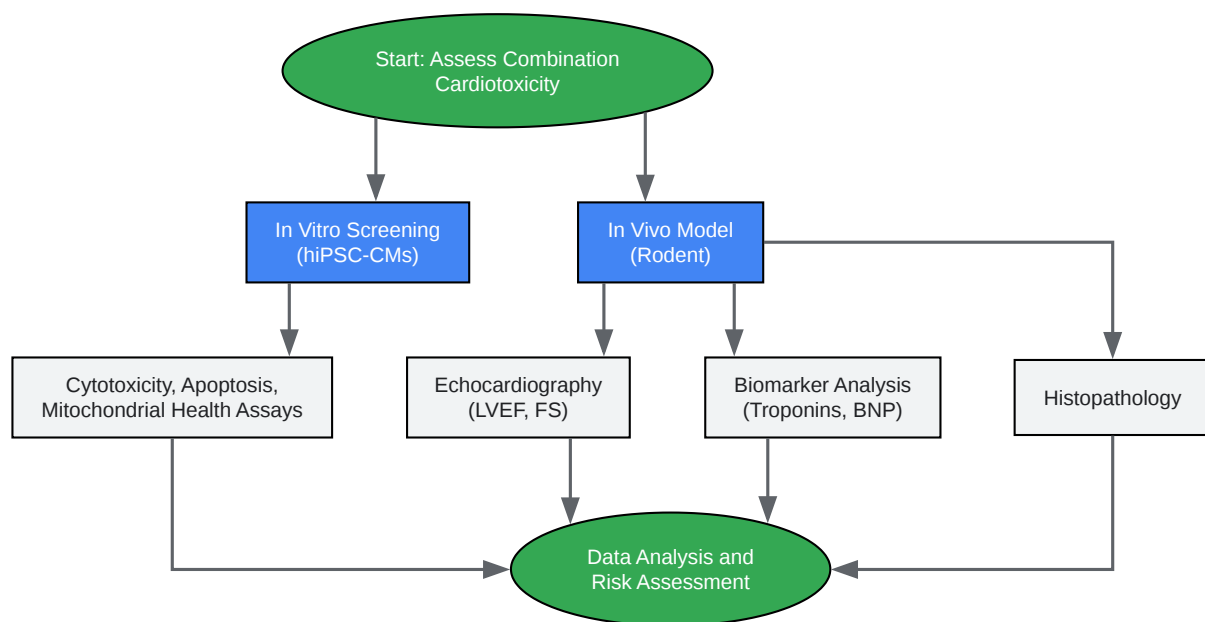 Start: Assess Combination
Cardiotoxicity
In Vitro Screening
(hiPSC-CMs)
In Vivo Model
(Rodent)
Cytotoxicity, Apoptosis,
Mitochondrial Health Assays
Echocardiography
(LVEF, FS)
Biomarker Analysis
(Troponins, BNP)
Histopathology
Data Analysis and
Risk Assessment